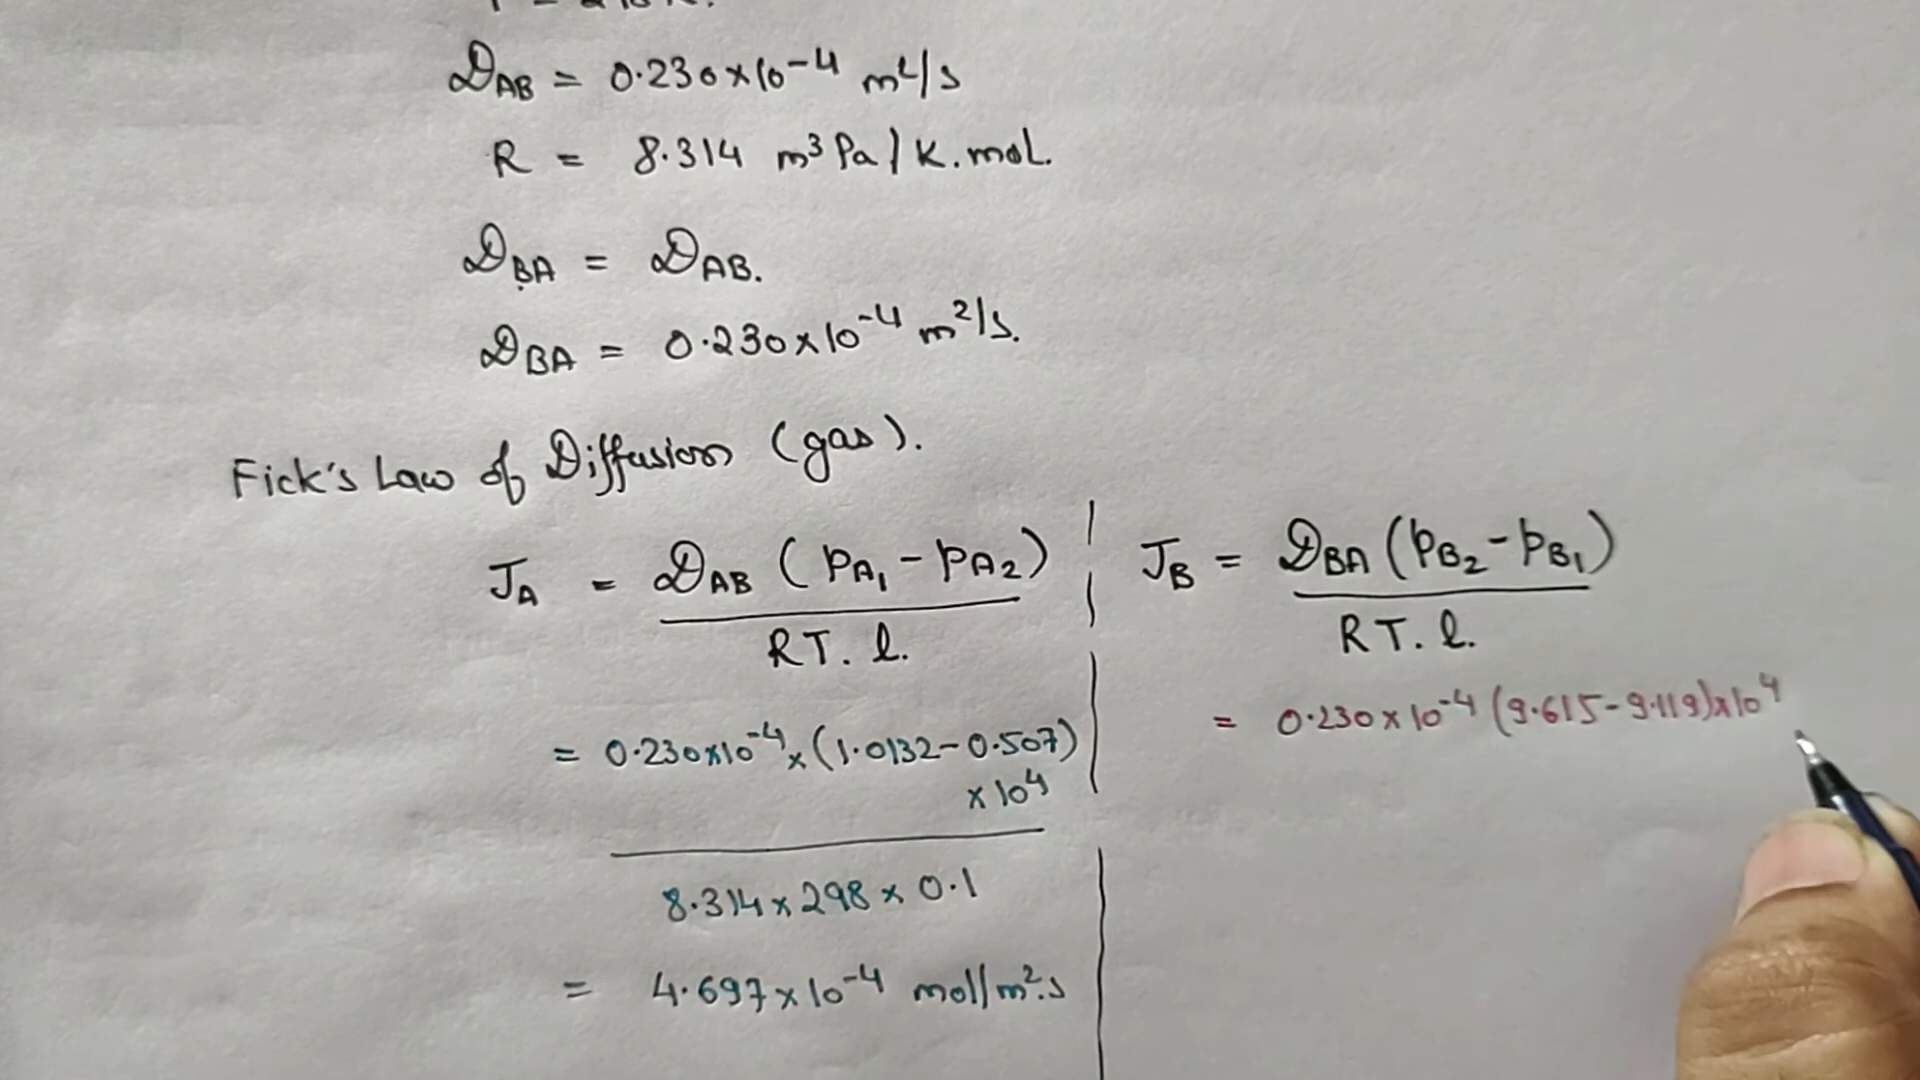 𝒟AB = 0.230×10⁻⁴ m²/s
R = 8.314 m³Pa/K.mol.
𝒟BA = 𝒟AB.
𝒟BA = 0.230×10⁻⁴ m²/s.
Fick's Law of Diffusion (gas).
JA = 𝒟AB (pA₁ - pA₂)
RT. l.
= 0.230×10⁻⁴ × (1.0132 - 0.507)
× 10⁴
8.314 × 298 × 0.1
= 4.697×10⁻⁴ mol/m².s
JB = 𝒟BA (pB₂ - pB₁)
RT. l.
= 0.230×10⁻⁴ (9.615 - 9.119)×10⁴